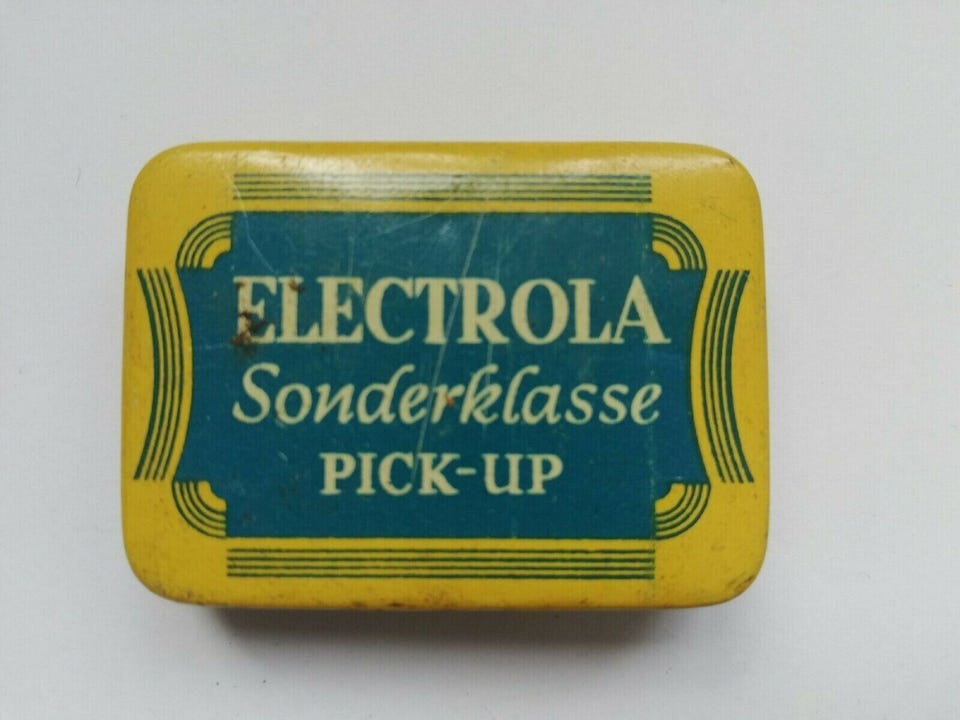 ELECTROLA
Sonderklasse
PICK-UP